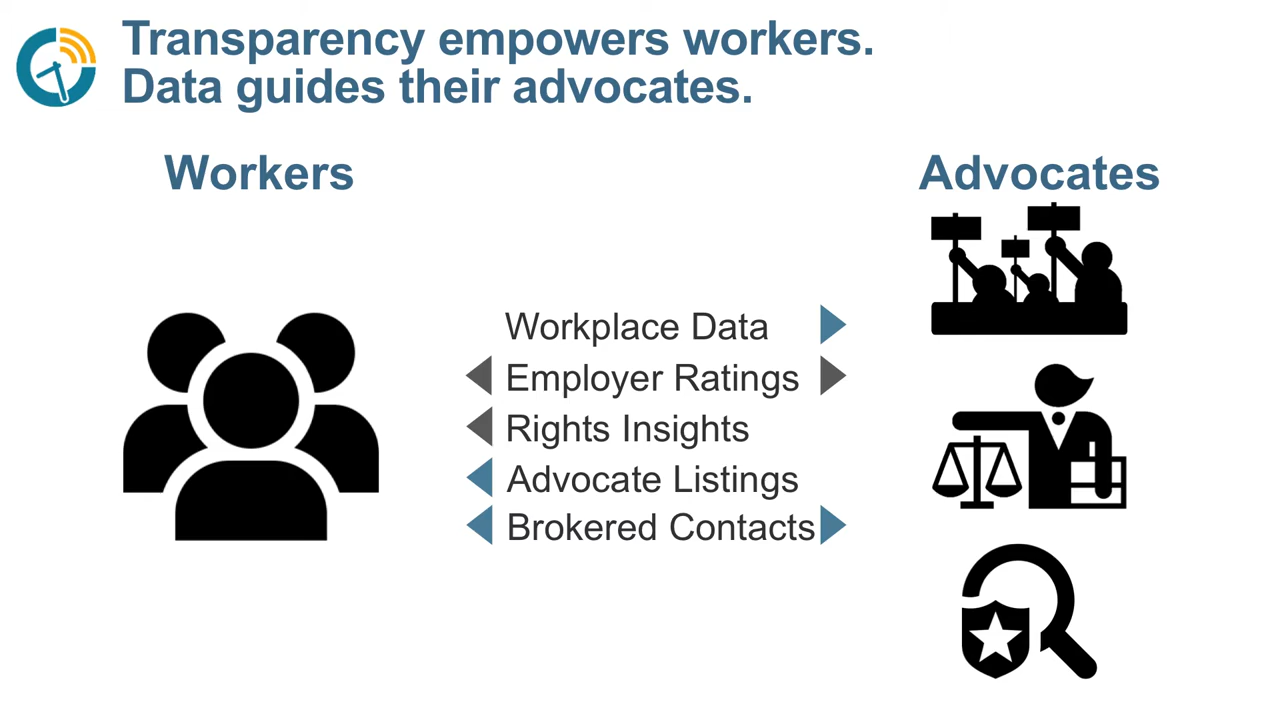 Transparency empowers workers.
Data guides their advocates.
Workers
Advocates
Workplace Data
Employer Ratings
Rights Insights
Advocate Listings
Brokered Contacts